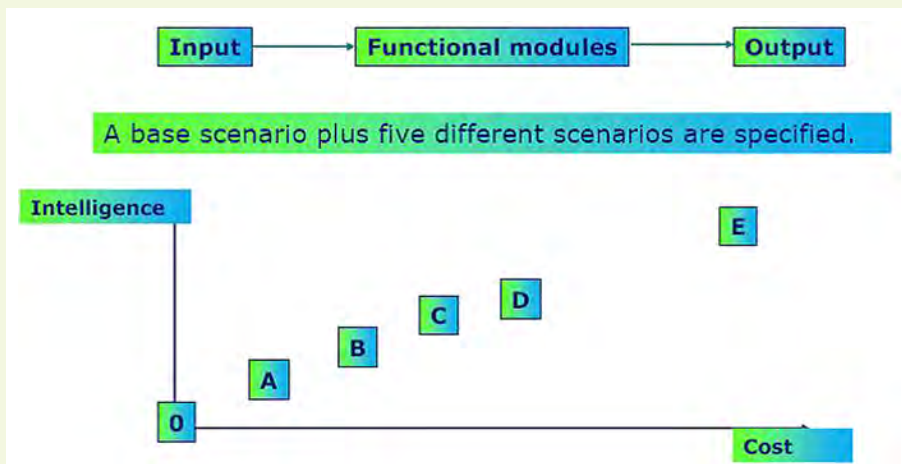 Input
Functional modules
Output
A base scenario plus five different scenarios are specified.
Intelligence
E
D
C
B
A
0
Cost